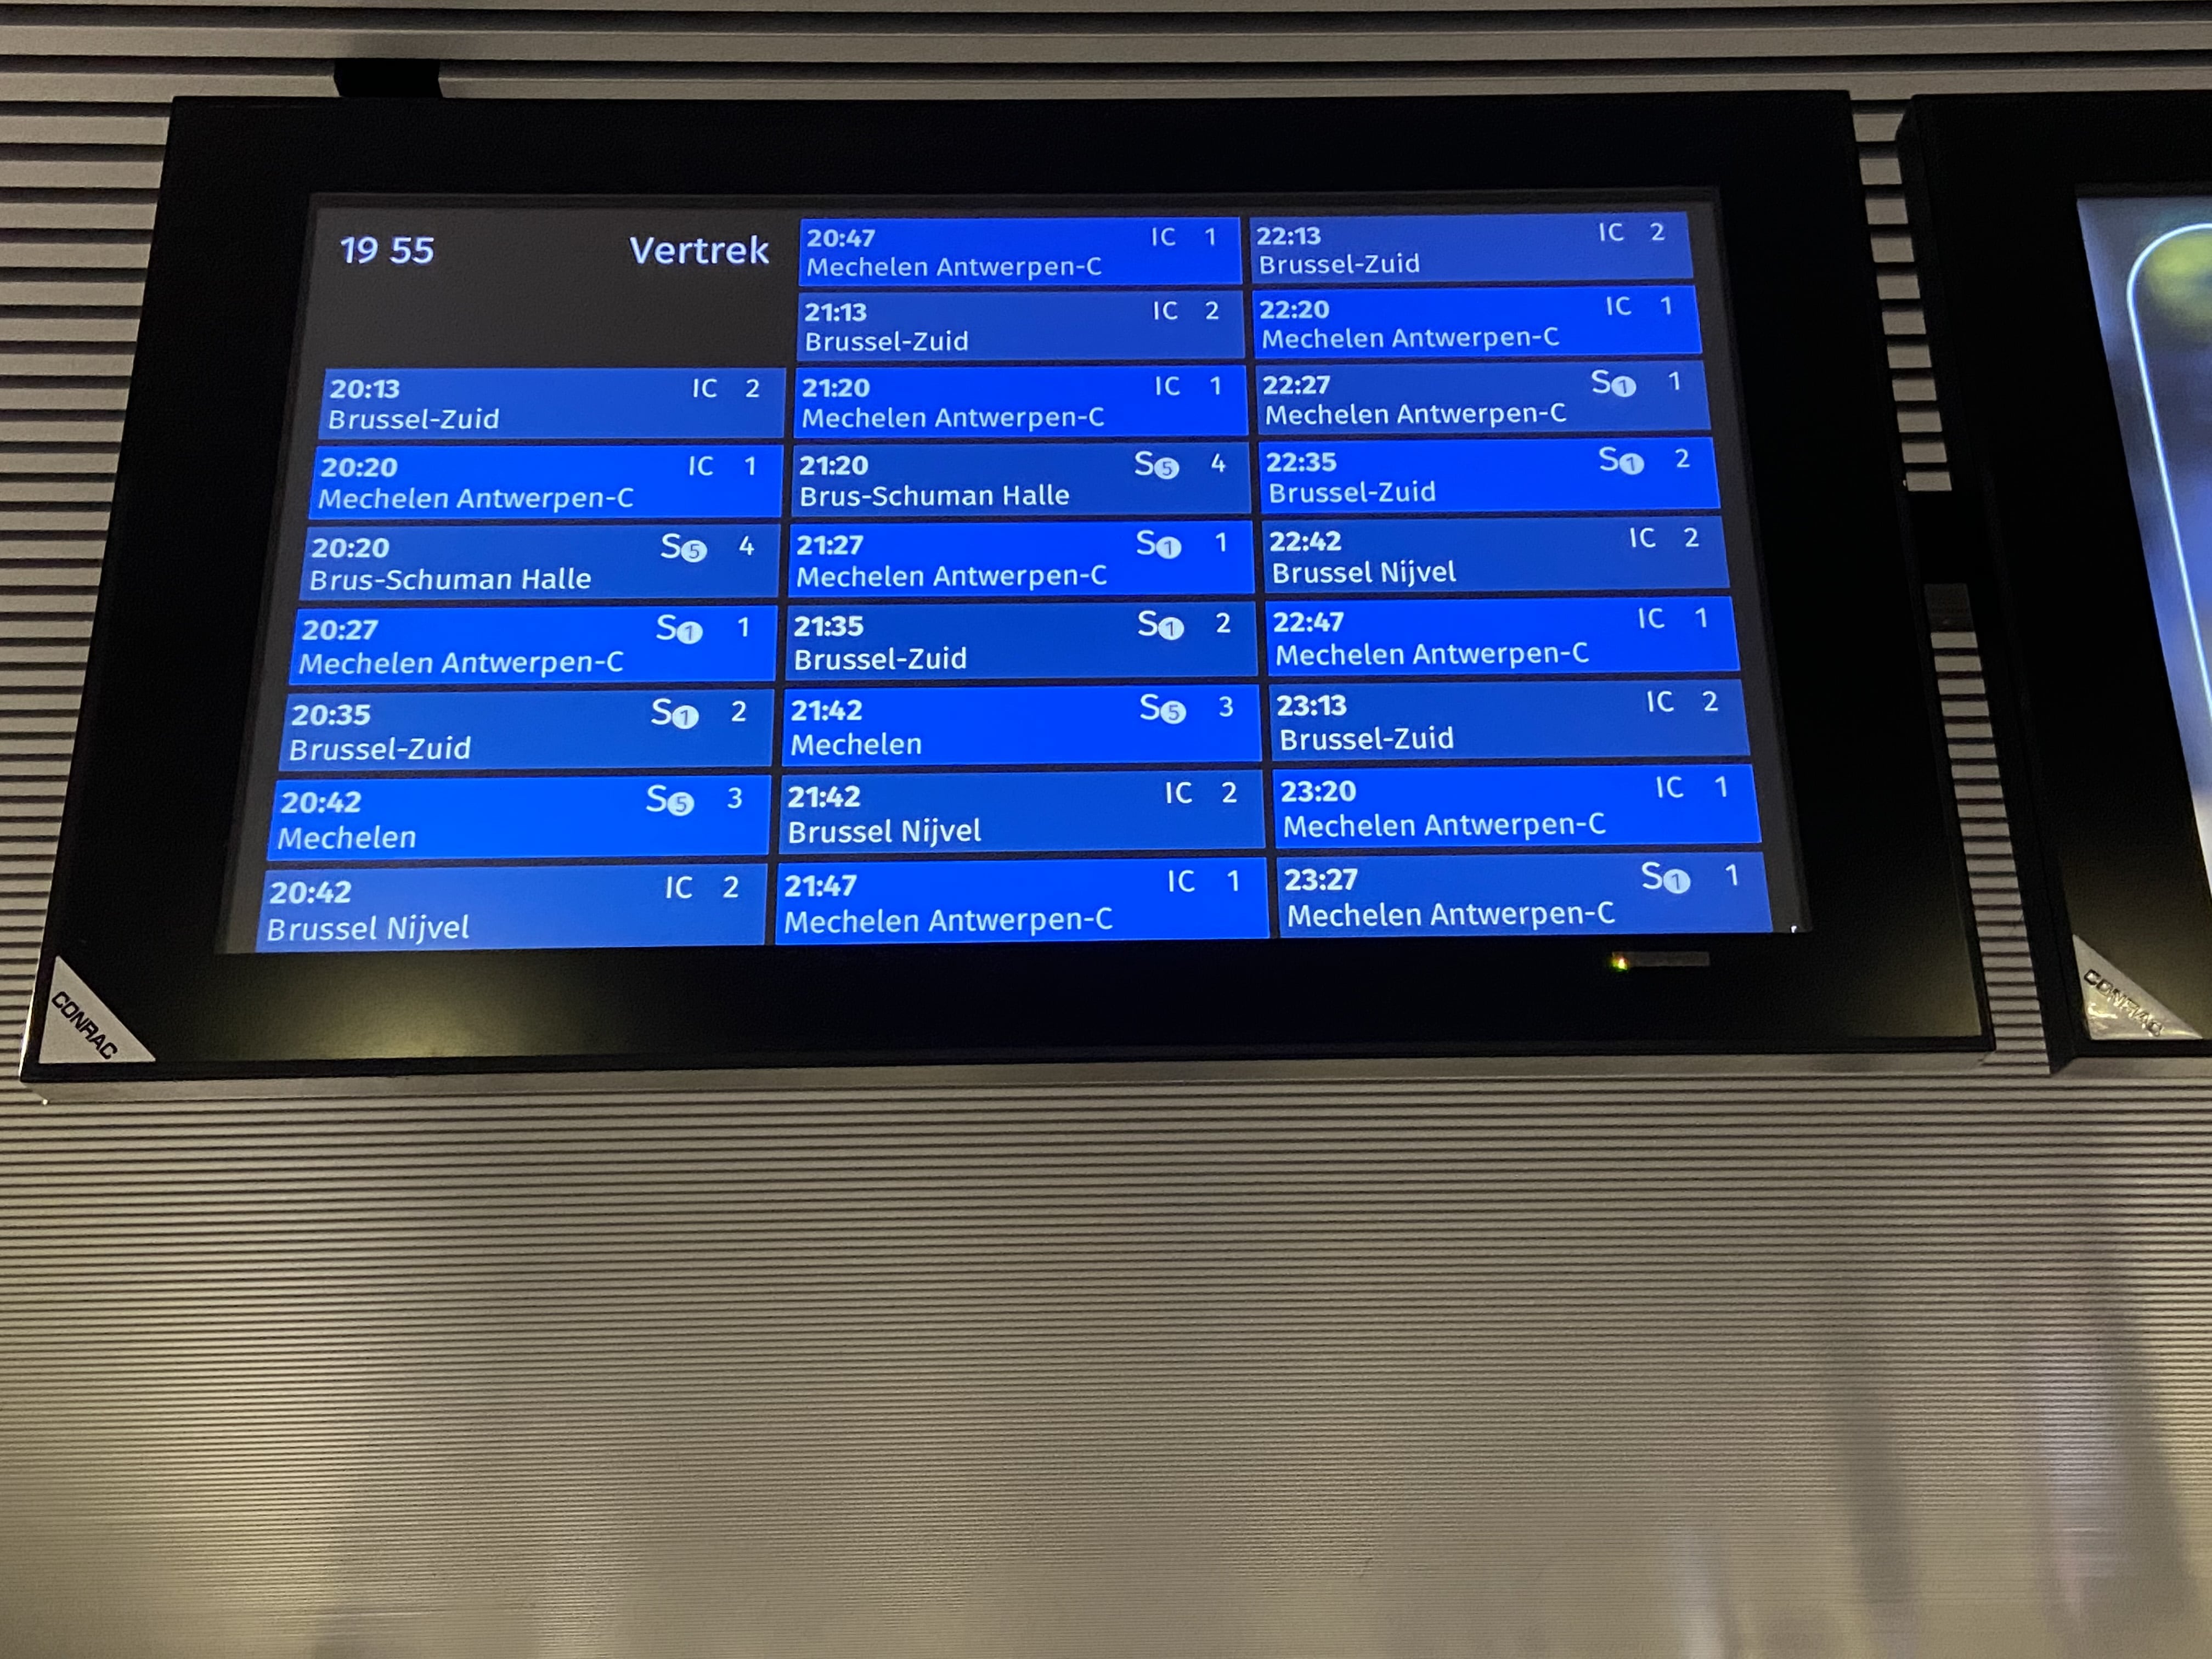 19 55 Vertrek
20:13 IC 2
Brussel-Zuid
20:20 IC 1
Mechelen Antwerpen-C
20:20 S5 4
Brus-Schuman Halle
20:27 S1 1
Mechelen Antwerpen-C
20:35 S1 2
Brussel-Zuid
20:42 S5 3
Mechelen
20:42 IC 2
Brussel Nijvel
20:47 IC 1
Mechelen Antwerpen-C
21:13 IC 2
Brussel-Zuid
21:20 IC 1
Mechelen Antwerpen-C
21:20 S5 4
Brus-Schuman Halle
21:27 S1 1
Mechelen Antwerpen-C
21:35 S1 2
Brussel-Zuid
21:42 S5 3
Mechelen
21:42 IC 2
Brussel Nijvel
21:47 IC 1
Mechelen Antwerpen-C
22:13 IC 2
Brussel-Zuid
22:20 IC 1
Mechelen Antwerpen-C
22:27 S1 1
Mechelen Antwerpen-C
22:35 S1 2
Brussel-Zuid
22:42 IC 2
Brussel Nijvel
22:47 IC 1
Mechelen Antwerpen-C
23:13 IC 2
Brussel-Zuid
23:20 IC 1
Mechelen Antwerpen-C
23:27 S1 1
Mechelen Antwerpen-C
CONRAC
CONRAC